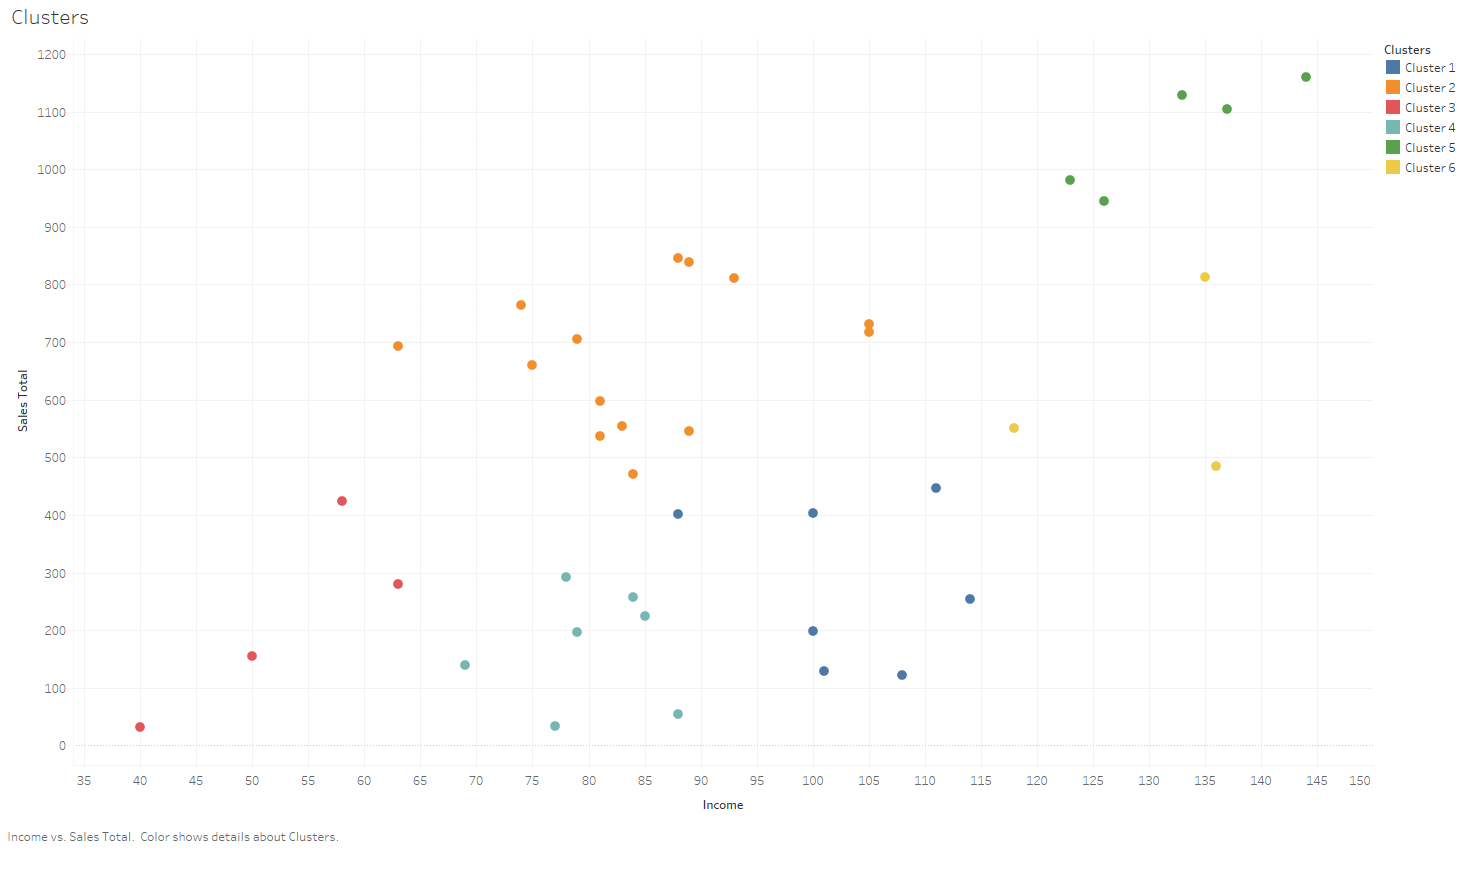 Clusters
1200
1100
1000
900
800
700
600
500
400
300
200
100
0
Sales Total
35 40 45 50 55 60 65 70 75 80 85 90 95 100 105 110 115 120 125 130 135 140 145 150
Income
Clusters
Cluster 1
Cluster 2
Cluster 3
Cluster 4
Cluster 5
Cluster 6
Income vs. Sales Total. Color shows details about Clusters.